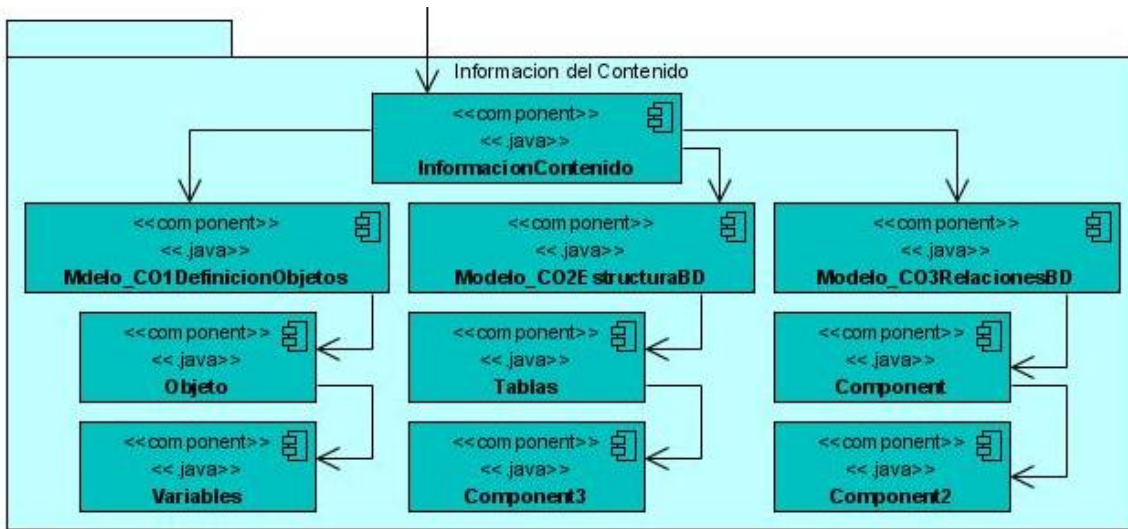 Informacion del Contenido
<<component>>
<<.java>>
InformacionContenido
<<component>>
<<.java>>
Mdelo_CO1DefinicionObjetos
<<component>>
<<.java>>
Modelo_CO2EstructuraBD
<<component>>
<<.java>>
Modelo_CO3RelacionesBD
<<component>>
<<.java>>
Objeto
<<component>>
<<.java>>
Tablas
<<component>>
<<.java>>
Component
<<component>>
<<.java>>
Variables
<<component>>
<<.java>>
Component3
<<component>>
<<.java>>
Component2